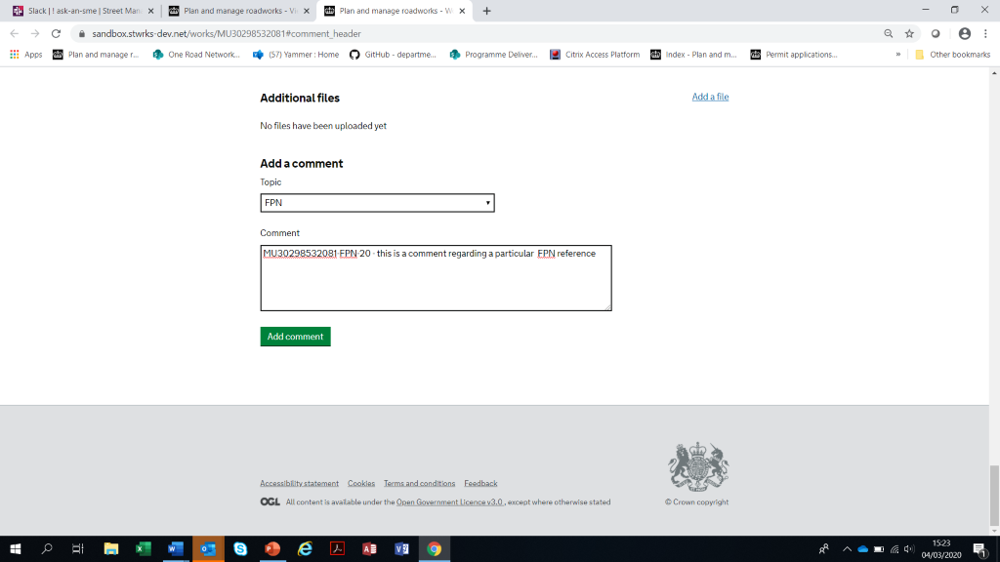 Slack | ! ask-an-sme | Street Man
Plan and manage roadworks - Vi
Plan and manage roadworks - W
sandbox.stwrks-dev.net/works/MU30298532081#comment_header
Apps
Plan and manage r...
One Road Network...
(57) Yammer : Home
GitHub - departme...
Programme Deliver...
Citrix Access Platform
Index - Plan and m...
Permit applications...
»
Other bookmarks
Additional files
Add a file
No files have been uploaded yet
Add a comment
Topic
FPN
Comment
MU30298532081-FPN-20 - this is a comment regarding a particular FPN reference
Add comment
Accessibility statement Cookies Terms and conditions Feedback
OGL All content is available under the Open Government Licence v3.0 , except where otherwise stated
© Crown copyright
15:23
04/03/2020
1